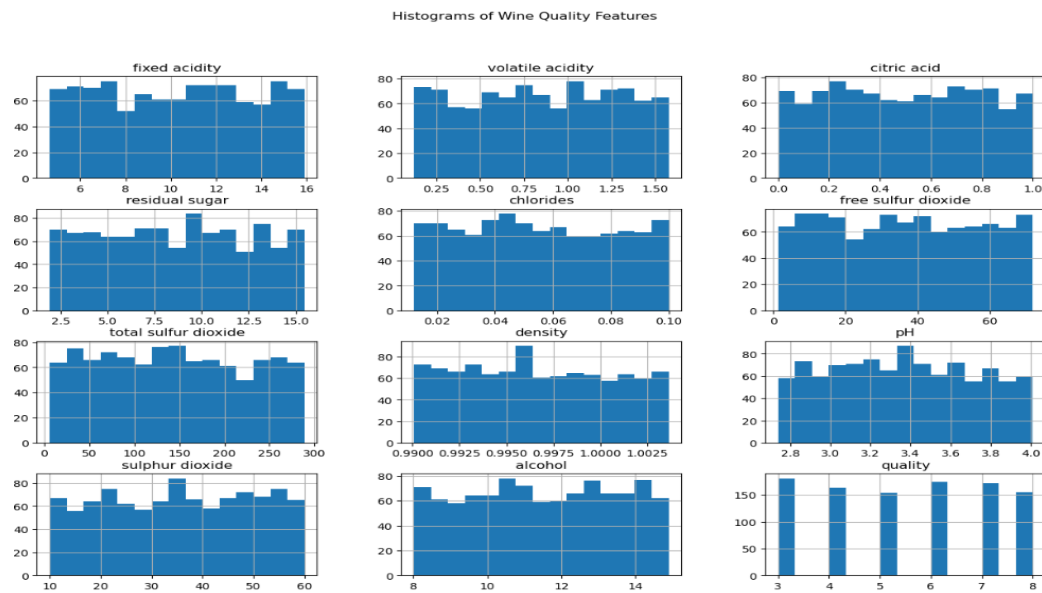 Histograms of Wine Quality Features
fixed acidity
60
40
20
0
6 8 10 12 14 16
volatile acidity
80
60
40
20
0
0.25 0.50 0.75 1.00 1.25 1.50
citric acid
80
60
40
20
0
0.0 0.2 0.4 0.6 0.8 1.0
residual sugar
80
60
40
20
0
2.5 5.0 7.5 10.0 12.5 15.0
chlorides
80
60
40
20
0
0.02 0.04 0.06 0.08 0.10
free sulfur dioxide
60
40
20
0
0 20 40 60
total sulfur dioxide
80
60
40
20
0
0 50 100 150 200 250 300
density
80
60
40
20
0
0.9900 0.9925 0.9950 0.9975 1.0000 1.0025
pH
80
60
40
20
0
2.8 3.0 3.2 3.4 3.6 3.8 4.0
sulphur dioxide
80
60
40
20
0
10 20 30 40 50 60
alcohol
80
60
40
20
0
8 10 12 14
quality
150
100
50
0
3 4 5 6 7 8